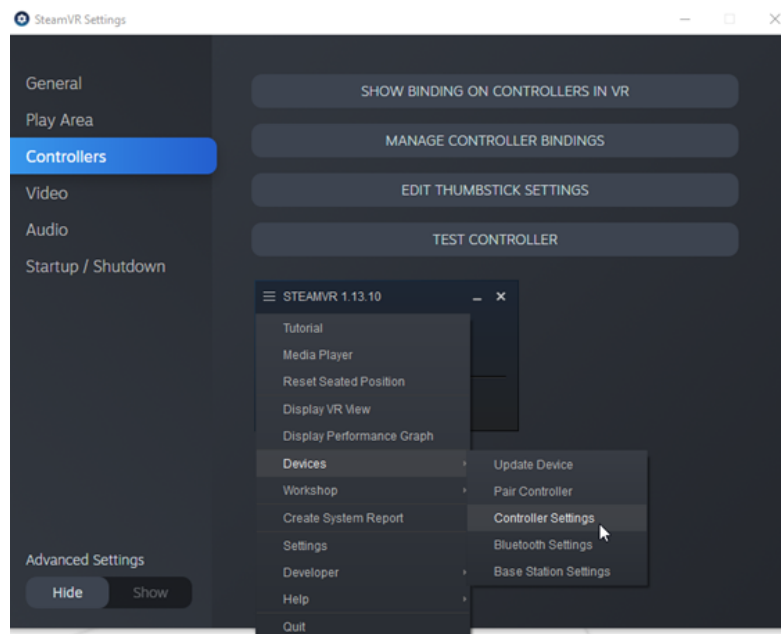 SteamVR Settings
General
Play Area
Controllers
Video
Audio
Startup / Shutdown
Advanced Settings
Hide
Show
SHOW BINDING ON CONTROLLERS IN VR
MANAGE CONTROLLER BINDINGS
EDIT THUMBSTICK SETTINGS
TEST CONTROLLER
STEAMVR 1.13.10
Tutorial
Media Player
Reset Seated Position
Display VR View
Display Performance Graph
Devices
Workshop
Create System Report
Settings
Developer
Help
Quit
Update Device
Pair Controller
Controller Settings
Bluetooth Settings
Base Station Settings